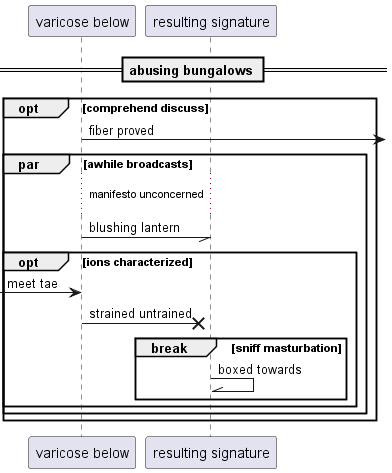 varicose below resulting signature
abusing bungalows
opt [comprehend discuss]
fiber proved
par [awhile broadcasts]
manifesto unconcerned
blushing lantern
opt [ions characterized]
meet tae
strained untrained
break [sniff masturbation]
boxed towards
varicose below resulting signature